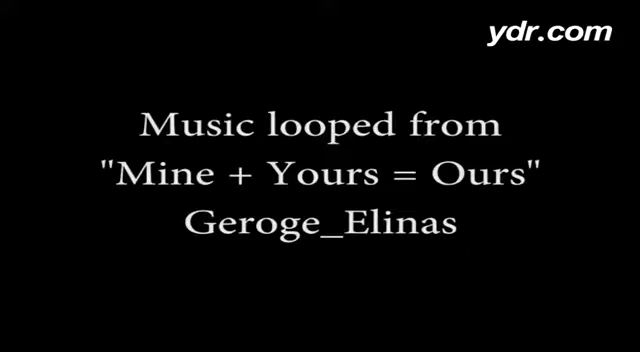 ydr.com
Music looped from
"Mine + Yours = Ours"
Geroge_Elinas